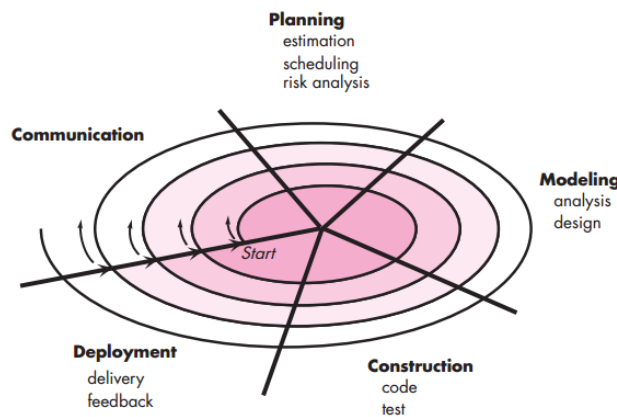 Planning
estimation
scheduling
risk analysis
Communication
Modeling
analysis
design
Start
Deployment
delivery
feedback
Construction
code
test